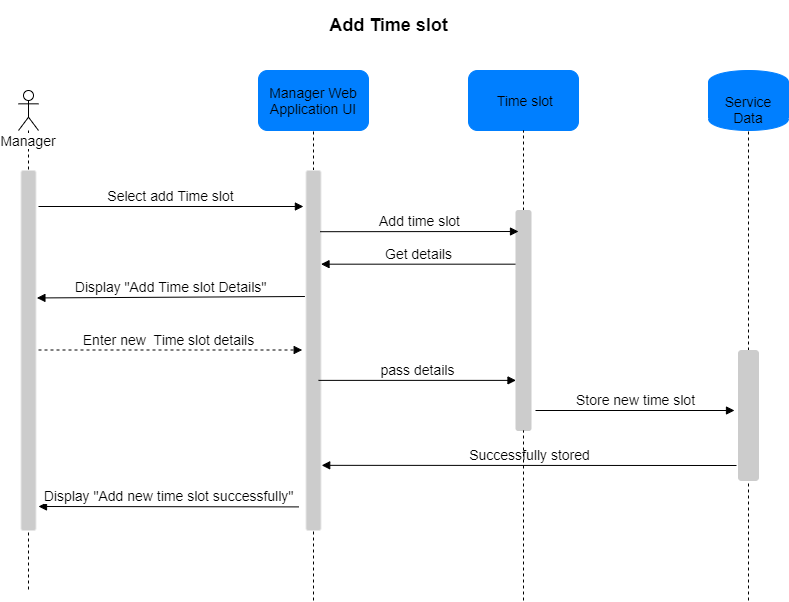 Add Time slot
Manager Web
Application UI
Time slot
Service
Data
Manager
Select add Time slot
Add time slot
Get details
Display "Add Time slot Details"
Enter new  Time slot details
pass details
Store new time slot
Successfully stored
Display "Add new time slot successfully"